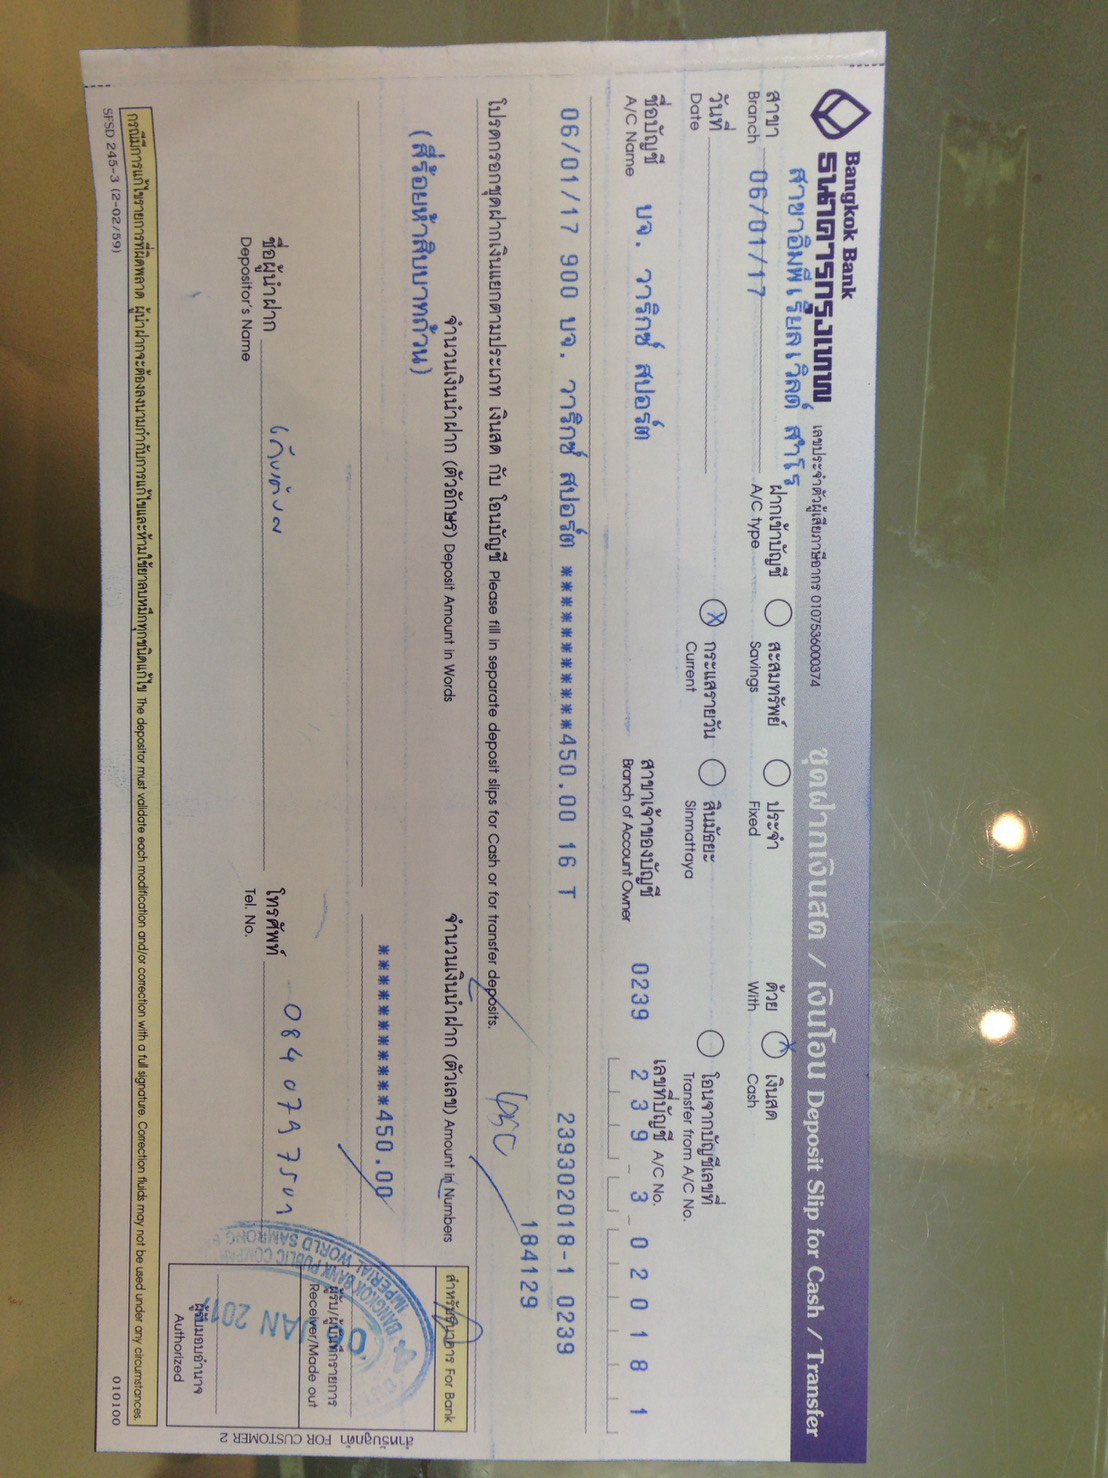 Bangkok Bank
ธนาคารกรุงเทพ
เลขประจำตัวผู้เสียภาษีอากร 0107536000374
ชุดฝากเงินสด / เงินโอน Deposit Slip for Cash / Transfer
สาขาอิมพีเรียลเวิลด์ สำโรง
สาขา
Branch
06/01/17
ฝากเข้าบัญชี
A/C type
สะสมทรัพย์
Savings
ประจำ
Fixed
ด้วย
With
เงินสด
Cash
วันที่
Date
กระแสรายวัน
Current
สินมัธยะ
Sinmattaya
โอนจากบัญชีเลขที่
Transfer from A/C No.
ชื่อบัญชี
A/C Name
บจ. วาริกซ์ สปอร์ต
สาขาเจ้าของบัญชี
Branch of Account Owner
0239
เลขที่บัญชี A/C No.
2 3 9 - 3 - 0 2 0 1 8 1
06/01/17 900 บจ. วาริกซ์ สปอร์ต ************450.00 16 T 239302018-1 0239
184129
โปรดกรอกชุดฝากเงินแยกตามประเภท เงินสด กับ โอนบัญชี Please fill in separate deposit slips for Cash or for transfer deposits.
จำนวนเงินนำฝาก (ตัวอักษร) Deposit Amount in Words
จำนวนเงินนำฝาก (ตัวเลข) Amount in Numbers
สำหรับธนาคาร For Bank
(สี่ร้อยห้าสิบบาทถ้วน)
************450.00
ผู้รับ/ผู้บันทึกรายการ
Receiver/Made out
BANGKOK BANK PUBLIC COMPANY
IMPERIAL WORLD SAMRONG
06 JAN 2017
ชื่อผู้นำฝาก
Depositor's Name
โทรศัพท์
Tel. No.
ผู้รับมอบอำนาจ
Authorized
กรณีมีการแก้ไขรายการที่ผิดพลาด ผู้นำฝากจะต้องลงนามกำกับการแก้ไขและห้ามใช้ยาลบหมึกทุกชนิดแก้ไข The depositor must validate each modification and/or correction with a full signature. Correction fluids may not be used under any circumstances.
SFSD 245-3 (2-02/59)
010100
สำหรับลูกค้า FOR CUSTOMER 2